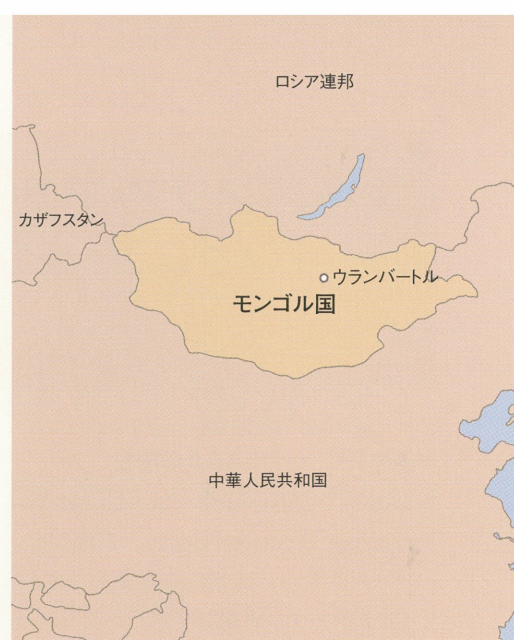 ロシア連邦
カザフスタン
ウランバートル
モンゴル国
中華人民共和国